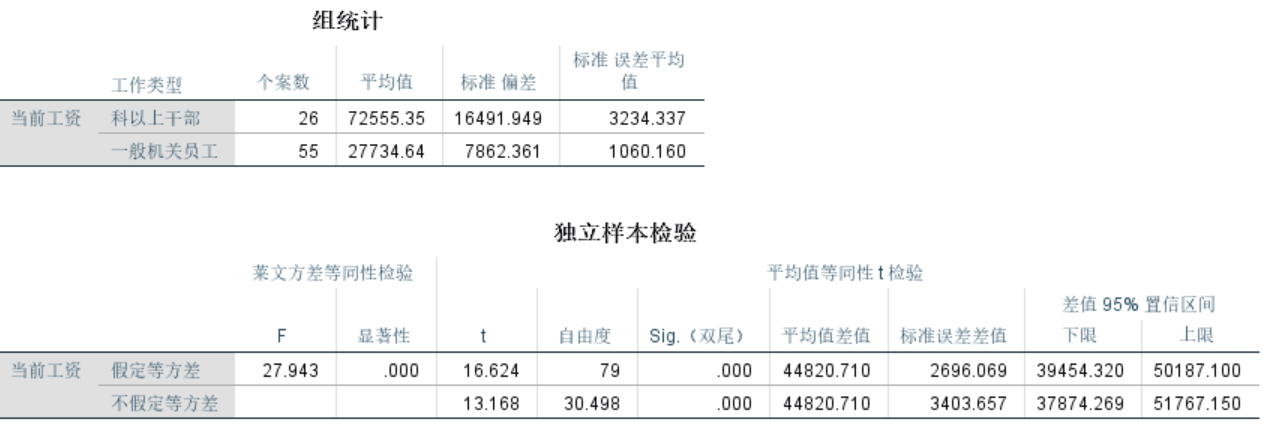 组统计
工作类型 个案数 平均值 标准 偏差 标准 误差平均值
当前工资 科以上干部 26 72555.35 16491.949 3234.337
一般机关员工 55 27734.64 7862.361 1060.160
独立样本检验
莱文方差等同性检验 平均值等同性 t 检验
差值 95% 置信区间
F 显著性 t 自由度 Sig.（双尾） 平均值差值 标准误差差值 下限 上限
当前工资 假定等方差 27.943 .000 16.624 79 .000 44820.710 2696.069 39454.320 50187.100
不假定等方差 13.168 30.498 .000 44820.710 3403.657 37874.269 51767.150